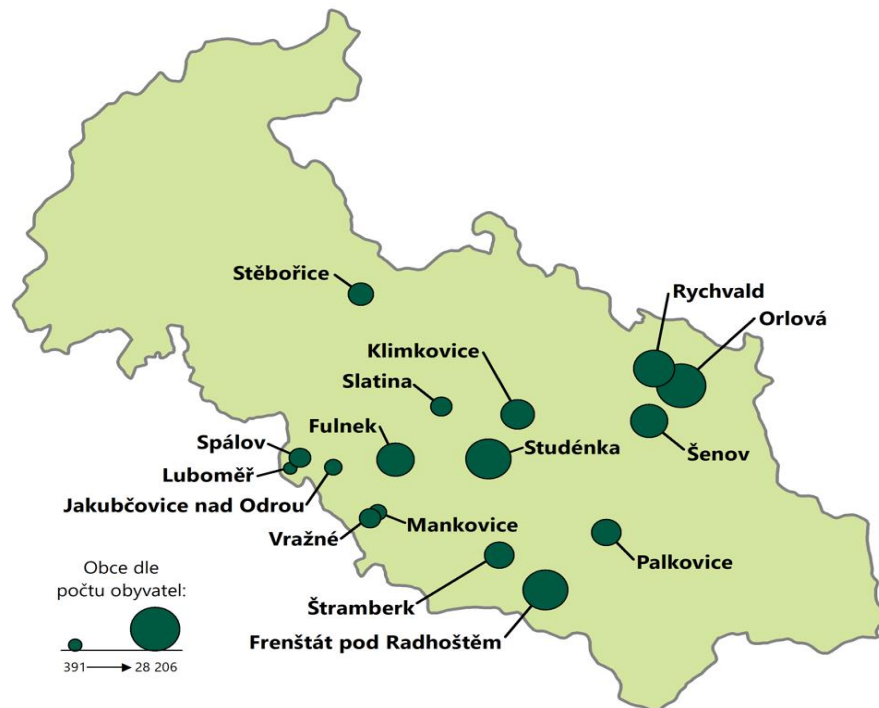 Stěbořice
Rychvald
Orlová
Klimkovice
Slatina
Fulnek
Spálov
Studénka
Šenov
Luboměř
Jakubčovice nad Odrou
Mankovice
Vražné
Palkovice
Štramberk
Frenštát pod Radhoštěm
Obce dle
počtu obyvatel:
391 28 206